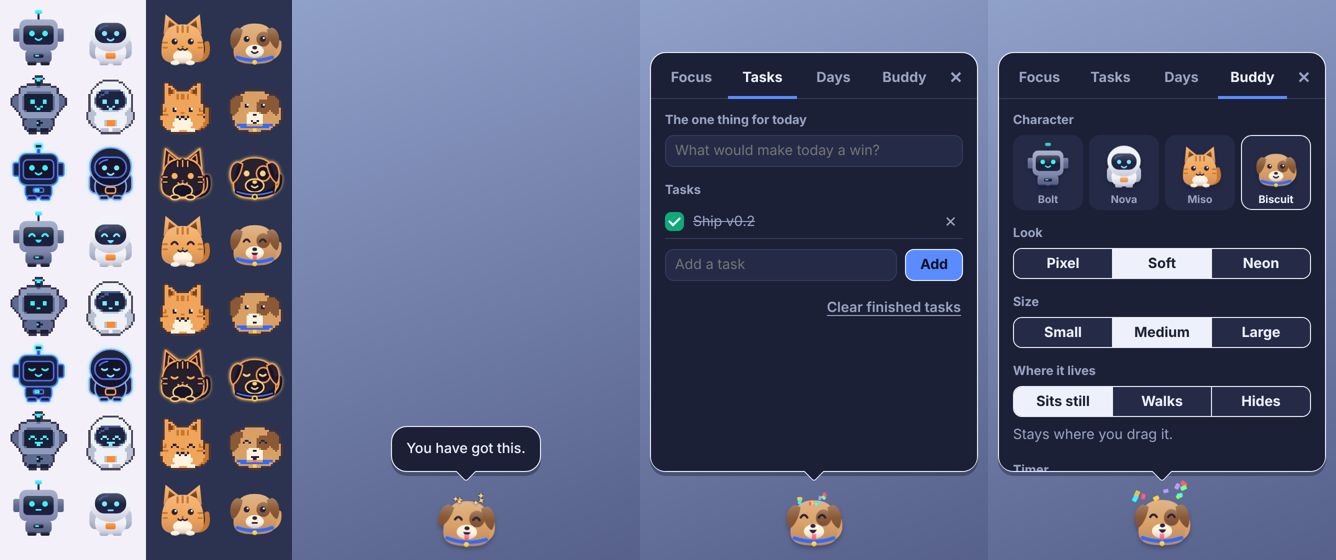 You have got this.
Focus Tasks Days Buddy ×
The one thing for today
What would make today a win?
Tasks
Ship v0.2 ×
Add a task Add
Clear finished tasks
Focus Tasks Days Buddy ×
Character
Bolt Nova Miso Biscuit
Look
Pixel Soft Neon
Size
Small Medium Large
Where it lives
Sits still Walks Hides
Stays where you drag it.
Timer